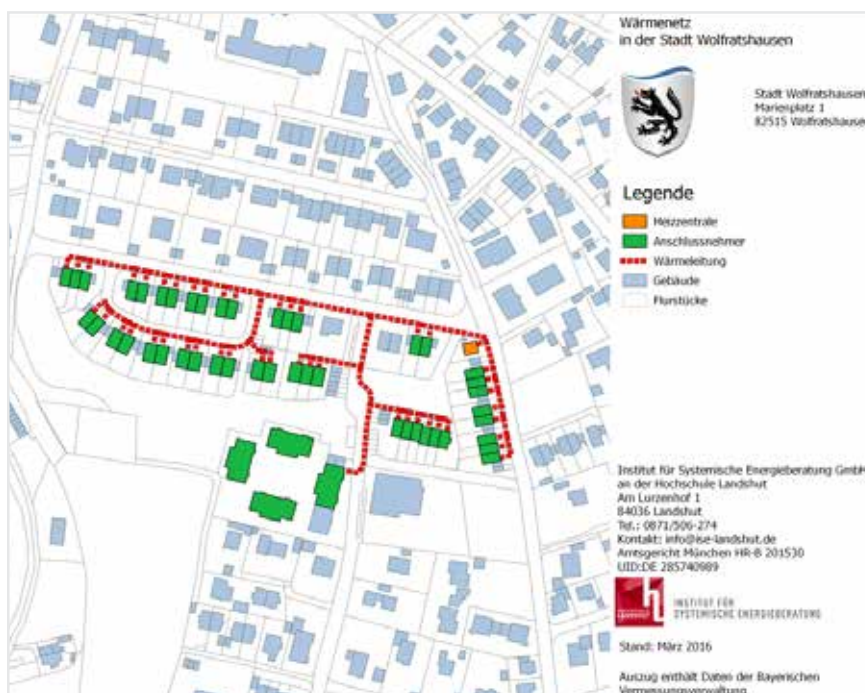 Wärmenetz
in der Stadt Wolfratshausen
Stadt Wolfratshausen
Marienplatz 1
82515 Wolfratshausen
Legende
Heizzentrale
Anschlussnehmer
Wärmeleitung
Gebäude
Flurstücke
Institut für Systemische Energieberatung GmbH
an der Hochschule Landshut
Am Lurzenhof 1
84036 Landshut
Tel.: 0871/506-274
Kontakt: info@ise-landshut.de
Amtsgericht München HR-B 201530
UID:DE 285740989
INSTITUT FÜR
SYSTEMISCHE ENERGIEBERATUNG
Stand: März 2016
Auszug enthält Daten der Bayerischen
Vermessungsverwaltung